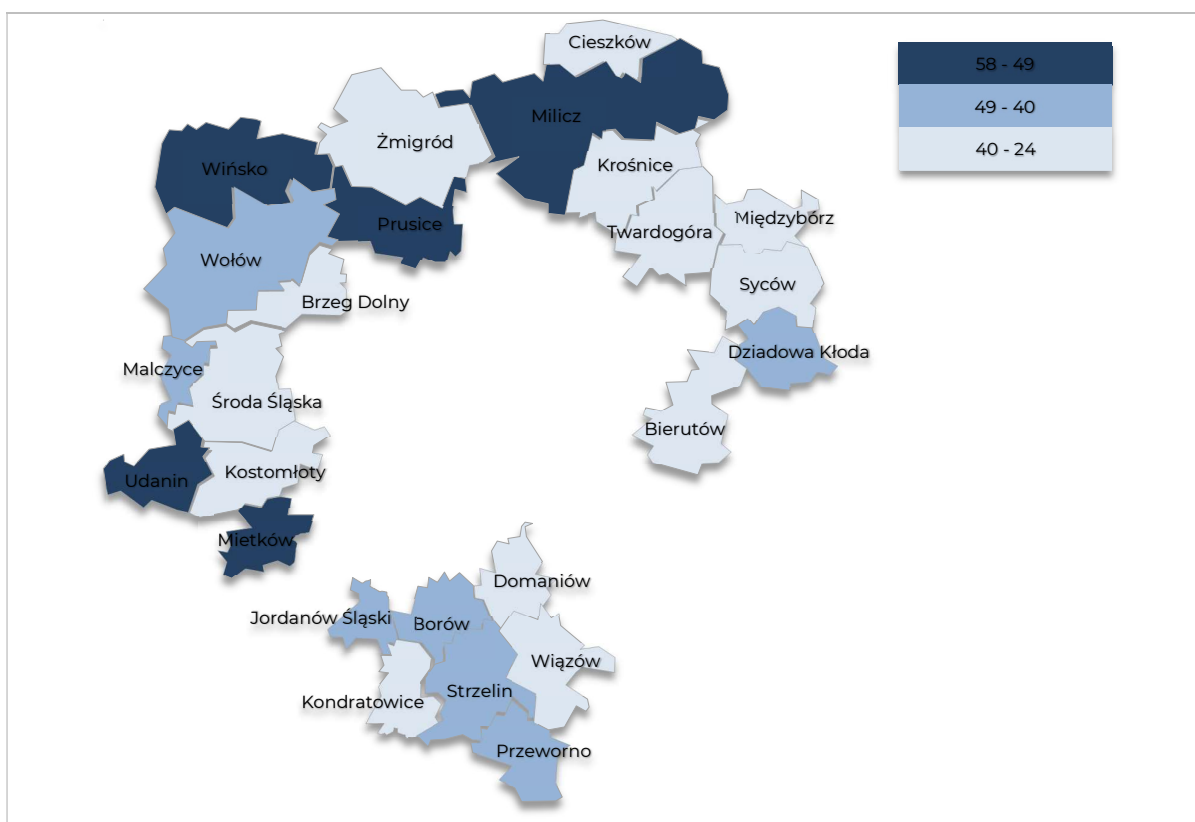 Cieszków
58 - 49
49 - 40
40 - 24
Milicz
Żmigród
Krośnice
Wińsko
Międzybórz
Prusice
Twardogóra
Wołów
Syców
Brzeg Dolny
Dziadowa Kłoda
Malczyce
Środa Śląska
Bierutów
Kostomłoty
Udanin
Mietków
Domaniów
Jordanów Śląski
Borów
Wiązów
Strzelin
Kondratowice
Przeworno